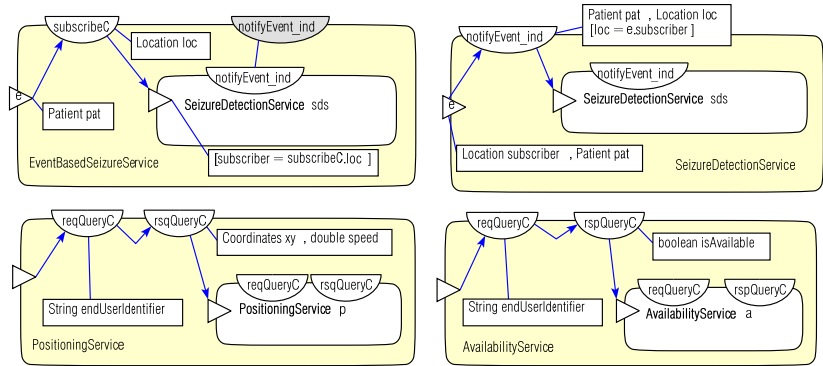 subscribeC
notifyEvent_ind
Location loc
e
notifyEvent_ind
SeizureDetectionService sds
Patient pat
EventBasedSeizureService
[subscriber = subscribeC.loc ]
Patient pat , Location loc
[loc = e.subscriber ]
notifyEvent_ind
notifyEvent_ind
e
SeizureDetectionService sds
Location subscriber , Patient pat
SeizureDetectionService
reqQueryC
rsqQueryC
Coordinates xy , double speed
reqQueryC
rsqQueryC
String endUserIdentifier
PositioningService p
PositioningService
reqQueryC
rspQueryC
boolean isAvailable
reqQueryC
rspQueryC
String endUserIdentifier
AvailabilityService a
AvailabilityService